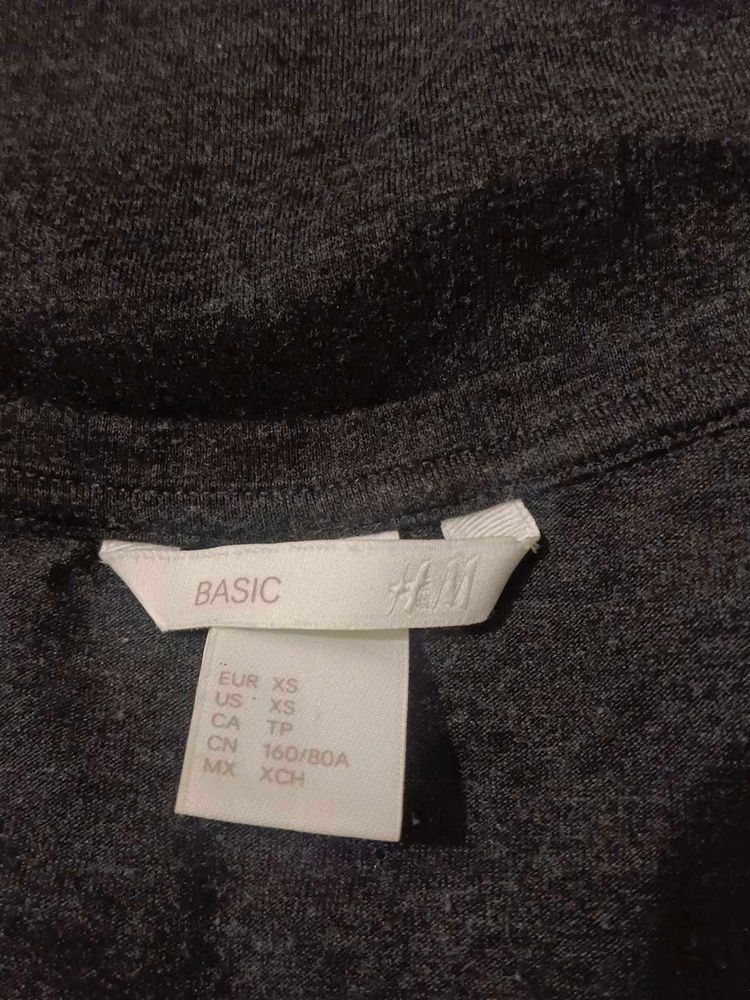 BASIC H&M
EUR XS
US XS
CA TP
CN 160/80A
MX XCH